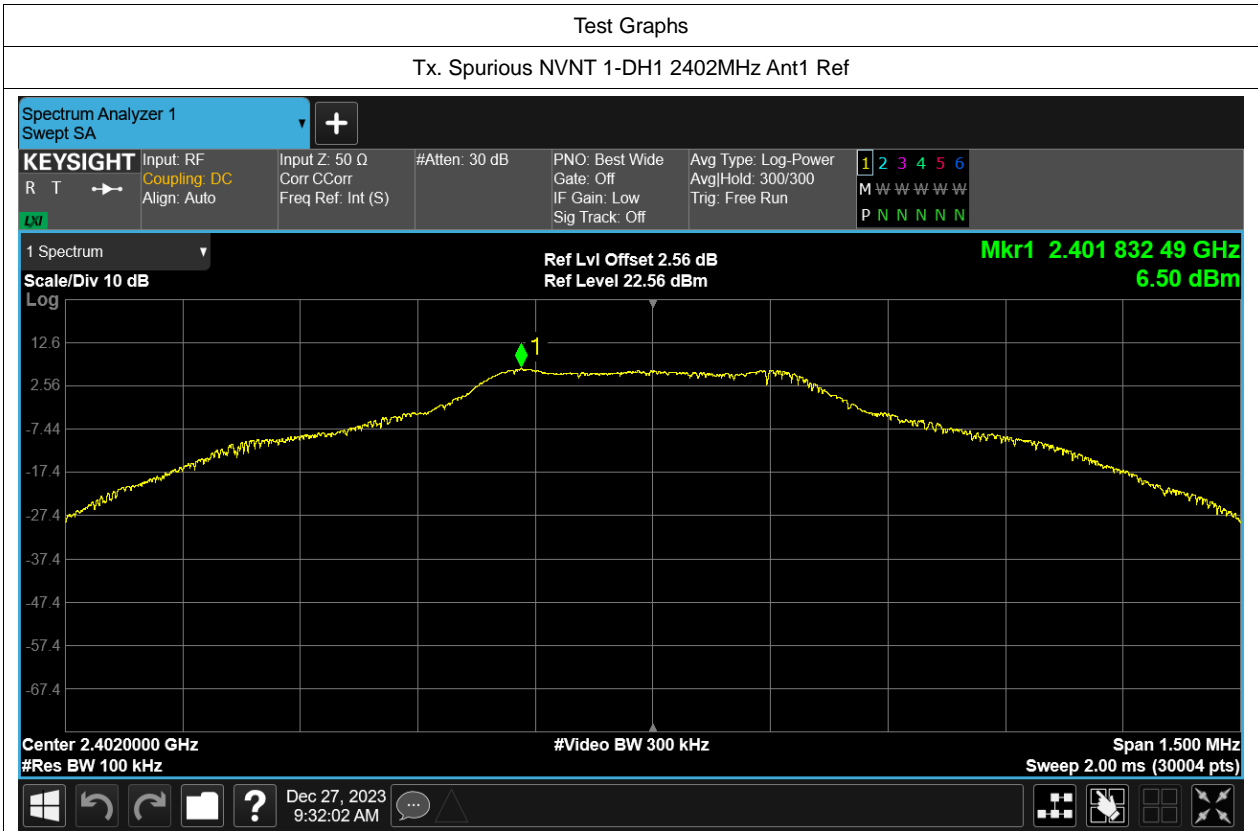 Test Graphs
Tx. Spurious NVNT 1-DH1 2402MHz Ant1 Ref
Spectrum Analyzer 1
Swept SA
KEYSIGHT
R T
LXI
Input: RF
Coupling: DC
Align: Auto
Input Z: 50 Ω
Corr CCorr
Freq Ref: Int (S)
#Atten: 30 dB
PNO: Best Wide
Gate: Off
IF Gain: Low
Sig Track: Off
Avg Type: Log-Power
Avg|Hold: 300/300
Trig: Free Run
1 2 3 4 5 6
M W W W W W
P N N N N N
1 Spectrum
Scale/Div 10 dB
Ref Lvl Offset 2.56 dB
Ref Level 22.56 dBm
Mkr1 2.401 832 49 GHz
6.50 dBm
Log
12.6
2.56
-7.44
-17.4
-27.4
-37.4
-47.4
-57.4
-67.4
1
Center 2.4020000 GHz
#Res BW 100 kHz
#Video BW 300 kHz
Span 1.500 MHz
Sweep 2.00 ms (30004 pts)
?
Dec 27, 2023
9:32:02 AM